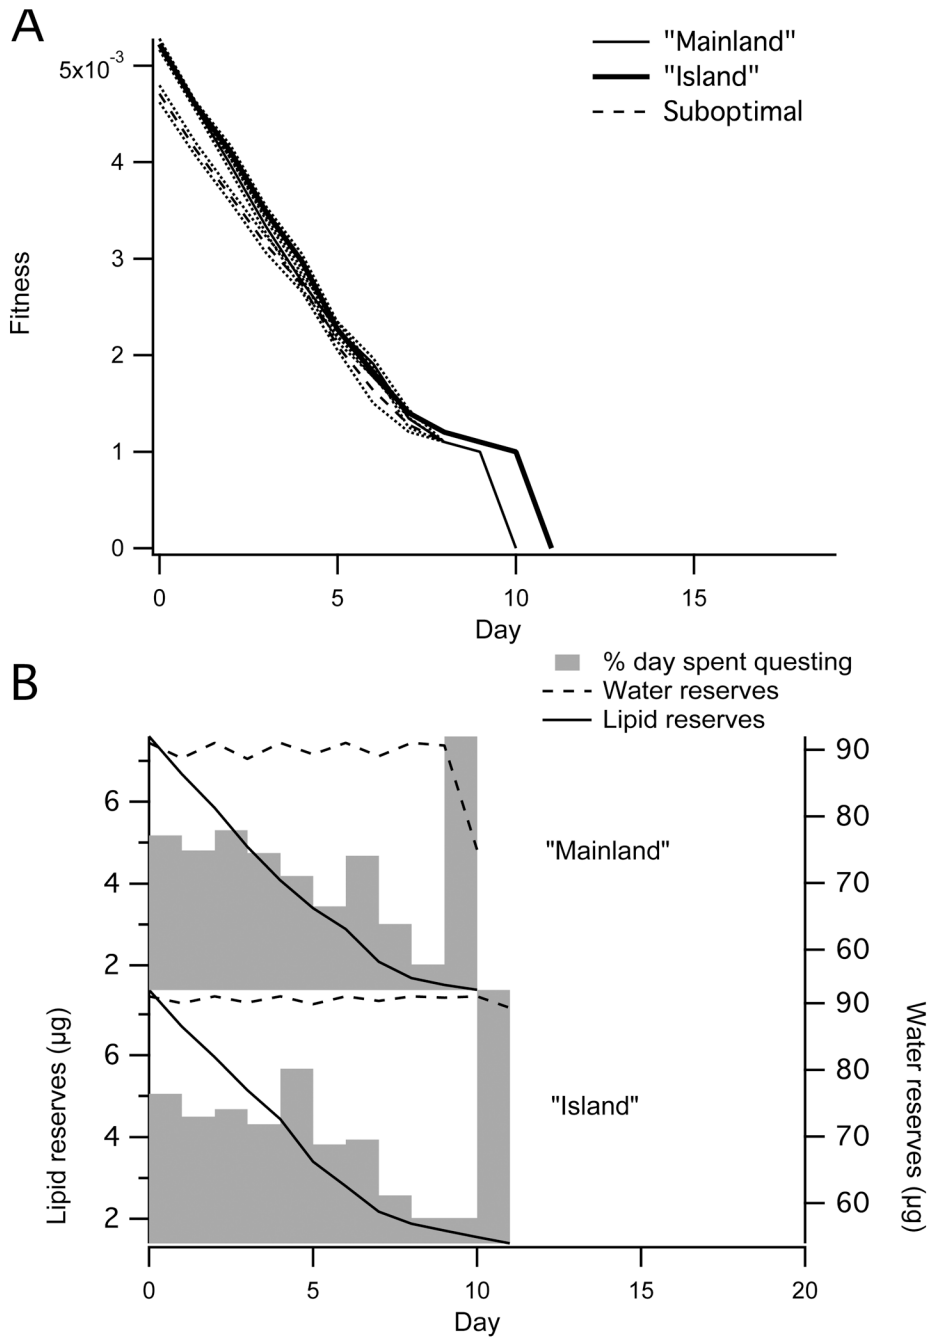 A
"Mainland"
"Island"
Suboptimal
5x10-3
4
3
2
1
0
Fitness
0
5
10
15
Day
B
% day spent questing
Water reserves
Lipid reserves
6
4
2
90
80
70
60
"Mainland"
6
4
2
90
80
70
60
"Island"
Lipid reserves (µg)
Water reserves (µg)
0
5
10
15
20
Day